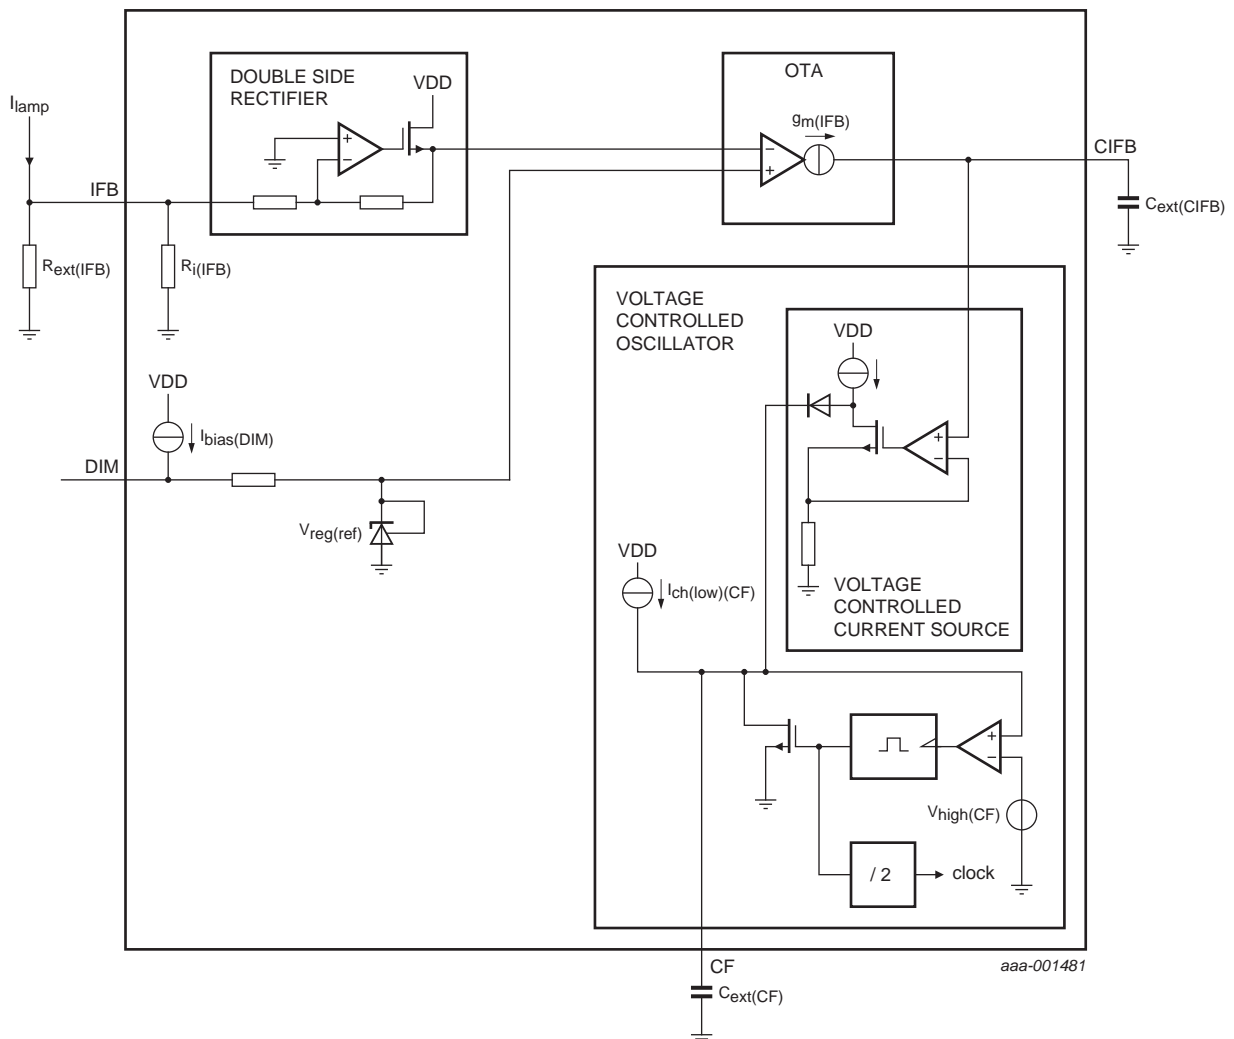 DOUBLE SIDE
RECTIFIER
VDD
OTA
gm(IFB)
Ilamp
IFB
CIFB
Cext(CIFB)
Rext(IFB)
Ri(IFB)
VOLTAGE
CONTROLLED
OSCILLATOR
VDD
VDD
Ibias(DIM)
DIM
Vreg(ref)
VDD
Ich(low)(CF)
VOLTAGE
CONTROLLED
CURRENT SOURCE
Vhigh(CF)
/ 2
clock
CF
Cext(CF)
aaa-001481
+
−
−
+
+
−
+
−